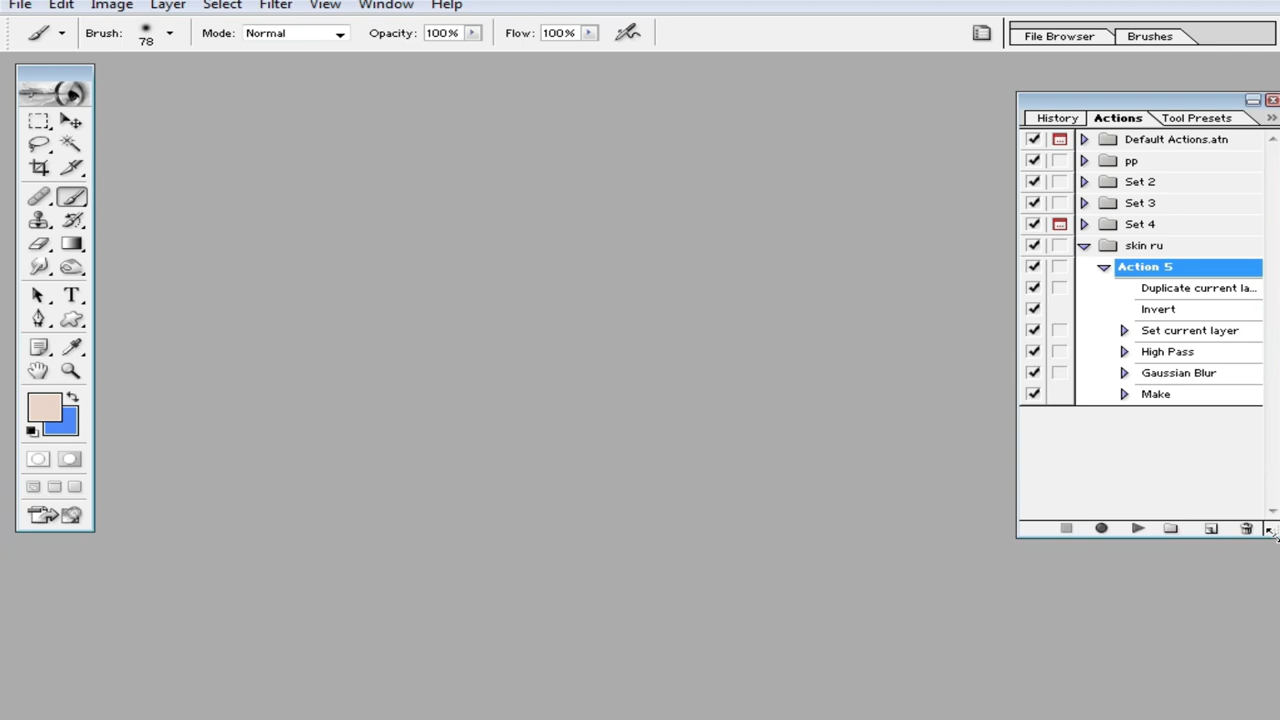 File Edit Image Layer Select Filter View Window Help
Brush: 78 Mode: Normal Opacity: 100% Flow: 100% File Browser Brushes
History Actions Tool Presets
Default Actions.atn
pp
Set 2
Set 3
Set 4
skin ru
Action 5
Duplicate current la...
Invert
Set current layer
High Pass
Gaussian Blur
Make